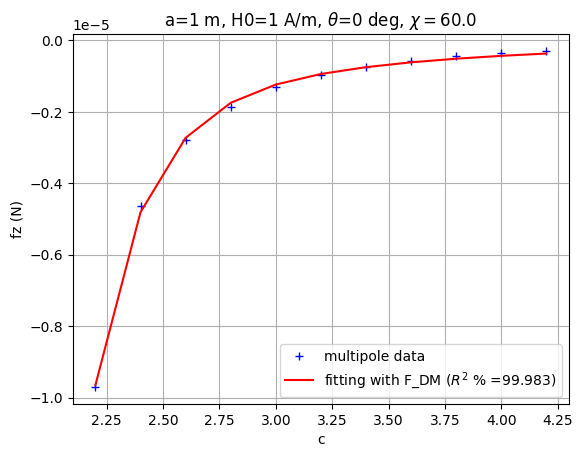 a=1 m, H0=1 A/m, θ=0 deg, χ = 60.0
1e−5
0.0
−0.2
−0.4
−0.6
−0.8
−1.0
fz (N)
multipole data
fitting with F_DM (R² % =99.983)
2.25 2.50 2.75 3.00 3.25 3.50 3.75 4.00 4.25
c